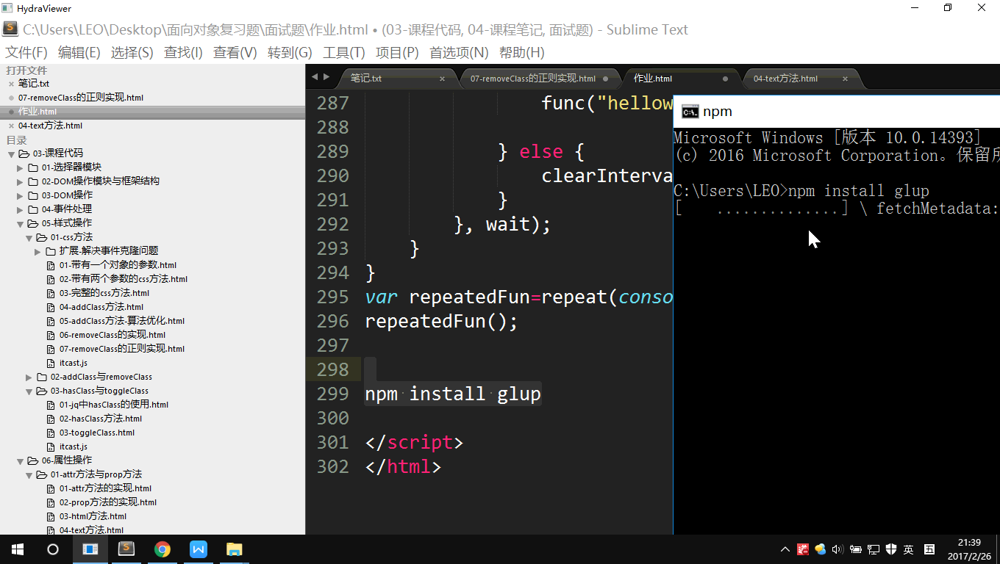 HydraViewer
C:\Users\LEO\Desktop\面向对象复习题\面试题\作业.html • (03-课程代码, 04-课程笔记, 面试题) - Sublime Text
文件(F) 编辑(E) 选择(S) 查找(I) 查看(V) 转到(G) 工具(T) 项目(P) 首选项(N) 帮助(H)
打开文件
笔记.txt
07-removeClass的正则实现.html
作业.html
04-text方法.html
目录
03-课程代码
01-选择器模块
02-DOM操作模块与框架结构
03-DOM操作
04-事件处理
05-样式操作
01-css方法
扩展-解决事件克隆问题
01-带有一个对象的参数.html
02-带有两个参数的css方法.html
03-完整的css方法.html
04-addClass方法.html
05-addClass方法-算法优化.html
06-removeClass的实现.html
07-removeClass的正则实现.html
itcast.js
02-addClass与removeClass
03-hasClass与toggleClass
01-jq中hasClass的使用.html
02-hasClass方法.html
03-toggleClass.html
itcast.js
06-属性操作
01-attr方法与prop方法
01-attr方法的实现.html
02-prop方法的实现.html
03-html方法.html
04-text方法.html
笔记.txt 07-removeClass的正则实现.html 作业.html 04-text方法.html
287 func("hellow
288
289 } else {
290 clearInterva
291 }
292 }, wait);
293 }
294 }
295 var repeatedFun=repeat(conso
296 repeatedFun();
297
298
299 npm install glup
300
301 </script>
302 </html>
npm
Microsoft Windows [版本 10.0.14393]
(c) 2016 Microsoft Corporation。保留所
C:\Users\LEO>npm install glup
[ ..............] \ fetchMetadata:
英
21:39
2017/2/26